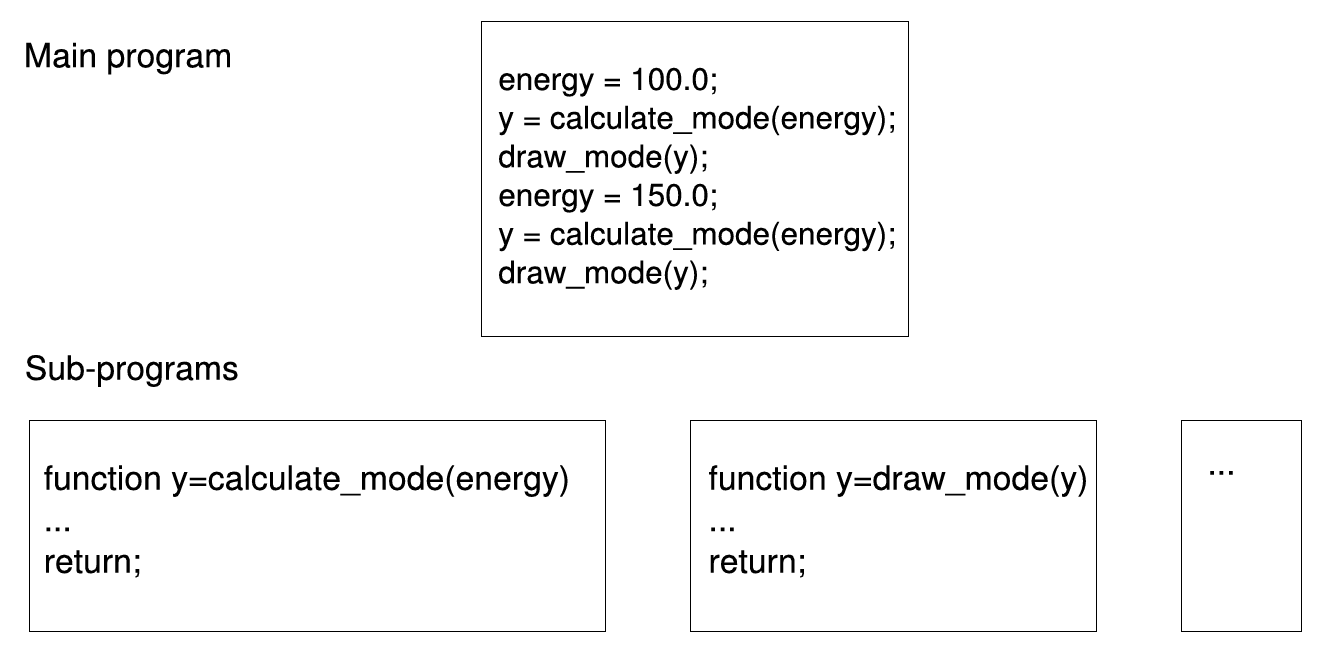 Main program
energy = 100.0;
y = calculate_mode(energy);
draw_mode(y);
energy = 150.0;
y = calculate_mode(energy);
draw_mode(y);
Sub-programs
function y=calculate_mode(energy)
...
return;
function y=draw_mode(y)
...
return;
...